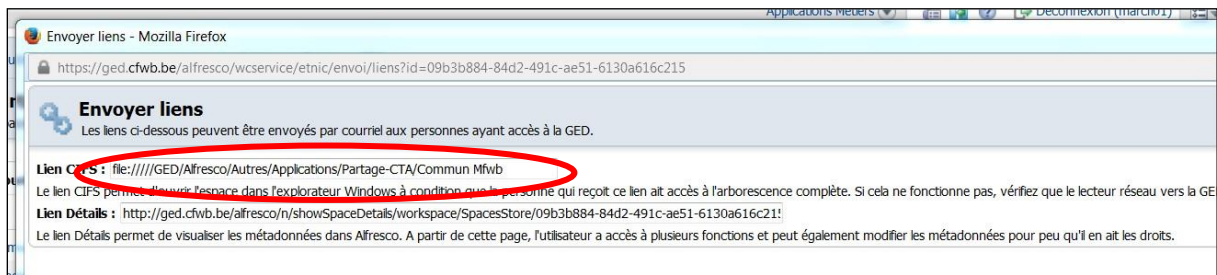 Applications Métiers Déconnexion (march01)
Envoyer liens - Mozilla Firefox
https://ged.cfwb.be/alfresco/wcservice/etnic/envoi/liens?id=09b3b884-84d2-491c-ae51-6130a616c215
Envoyer liens
Les liens ci-dessous peuvent être envoyés par courriel aux personnes ayant accès à la GED.
Lien CIFS : file://///GED/Alfresco/Autres/Applications/Partage-CTA/Commun Mfwb
Le lien CIFS permet d'ouvrir l'espace dans l'explorateur Windows à condition que la personne qui reçoit ce lien ait accès à l'arborescence complète. Si cela ne fonctionne pas, vérifiez que le lecteur réseau vers la GE
Lien Détails : http://ged.cfwb.be/alfresco/n/showSpaceDetails/workspace/SpacesStore/09b3b884-84d2-491c-ae51-6130a616c21!
Le lien Détails permet de visualiser les métadonnées dans Alfresco. A partir de cette page, l'utilisateur a accès à plusieurs fonctions et peut également modifier les métadonnées pour peu qu'il en ait les droits.